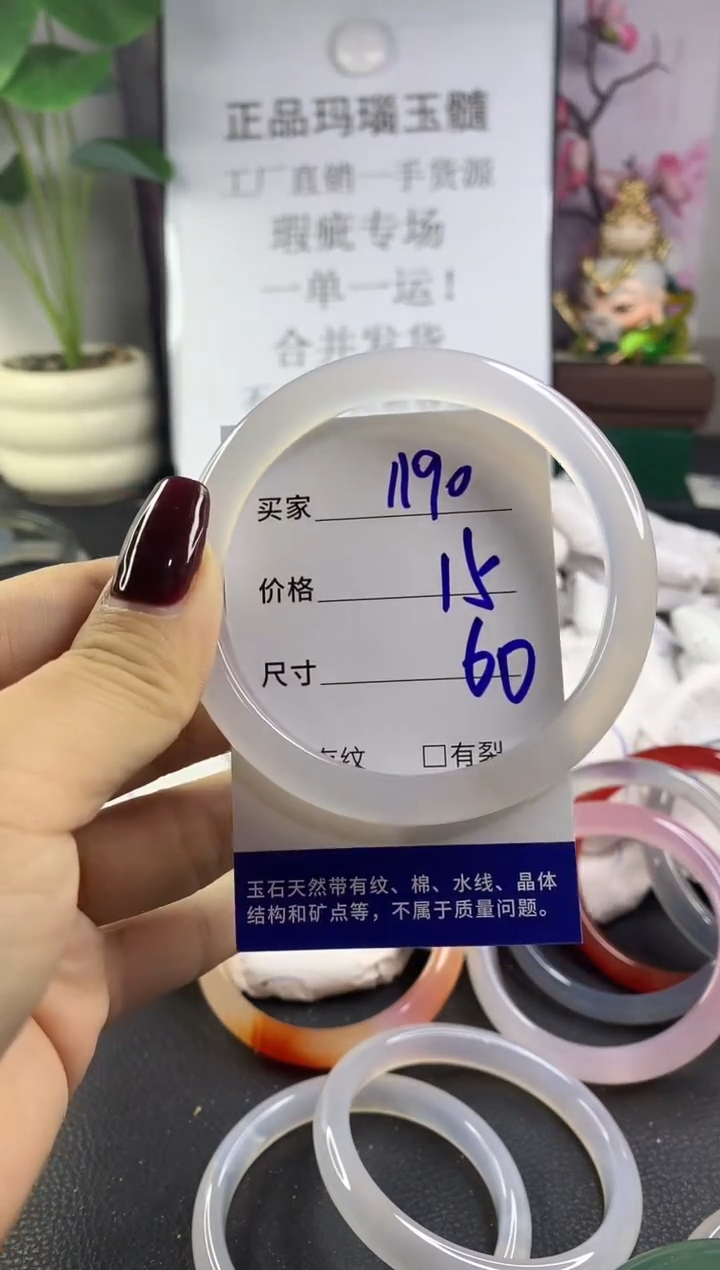 正品玛瑙玉髓
工厂直销一手货源
瑕疵专场
一单一运！
合并发货
买家 1190
价格 15
尺寸 60
有纹 □有裂
玉石天然带有纹、棉、水线、晶体
结构和矿点等，不属于质量问题。